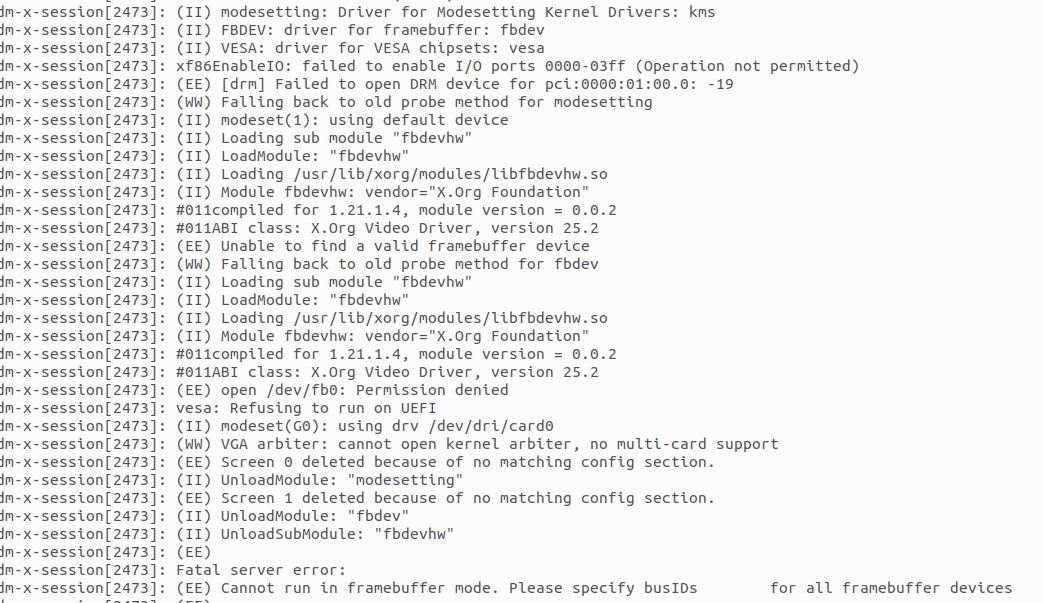 dm-x-session[2473]: (II) modesetting: Driver for Modesetting Kernel Drivers: kms
dm-x-session[2473]: (II) FBDEV: driver for framebuffer: fbdev
dm-x-session[2473]: (II) VESA: driver for VESA chipsets: vesa
dm-x-session[2473]: xf86EnableIO: failed to enable I/O ports 0000-03ff (Operation not permitted)
dm-x-session[2473]: (EE) [drm] Failed to open DRM device for pci:0000:01:00.0: -19
dm-x-session[2473]: (WW) Falling back to old probe method for modesetting
dm-x-session[2473]: (II) modeset(1): using default device
dm-x-session[2473]: (II) Loading sub module "fbdevhw"
dm-x-session[2473]: (II) LoadModule: "fbdevhw"
dm-x-session[2473]: (II) Loading /usr/lib/xorg/modules/libfbdevhw.so
dm-x-session[2473]: (II) Module fbdevhw: vendor="X.Org Foundation"
dm-x-session[2473]: #011compiled for 1.21.1.4, module version = 0.0.2
dm-x-session[2473]: #011ABI class: X.Org Video Driver, version 25.2
dm-x-session[2473]: (EE) Unable to find a valid framebuffer device
dm-x-session[2473]: (WW) Falling back to old probe method for fbdev
dm-x-session[2473]: (II) Loading sub module "fbdevhw"
dm-x-session[2473]: (II) LoadModule: "fbdevhw"
dm-x-session[2473]: (II) Loading /usr/lib/xorg/modules/libfbdevhw.so
dm-x-session[2473]: (II) Module fbdevhw: vendor="X.Org Foundation"
dm-x-session[2473]: #011compiled for 1.21.1.4, module version = 0.0.2
dm-x-session[2473]: #011ABI class: X.Org Video Driver, version 25.2
dm-x-session[2473]: (EE) open /dev/fb0: Permission denied
dm-x-session[2473]: vesa: Refusing to run on UEFI
dm-x-session[2473]: (II) modeset(G0): using drv /dev/dri/card0
dm-x-session[2473]: (WW) VGA arbiter: cannot open kernel arbiter, no multi-card support
dm-x-session[2473]: (EE) Screen 0 deleted because of no matching config section.
dm-x-session[2473]: (II) UnloadModule: "modesetting"
dm-x-session[2473]: (EE) Screen 1 deleted because of no matching config section.
dm-x-session[2473]: (II) UnloadModule: "fbdev"
dm-x-session[2473]: (II) UnloadSubModule: "fbdevhw"
dm-x-session[2473]: (EE)
dm-x-session[2473]: Fatal server error:
dm-x-session[2473]: (EE) Cannot run in framebuffer mode. Please specify busIDs        for all framebuffer devices